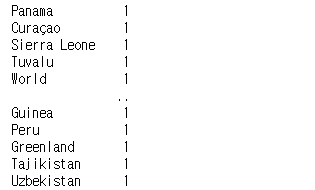 Panama 1
Curaçao 1
Sierra Leone 1
Tuvalu 1
World 1
..
Guinea 1
Peru 1
Greenland 1
Tajikistan 1
Uzbekistan 1